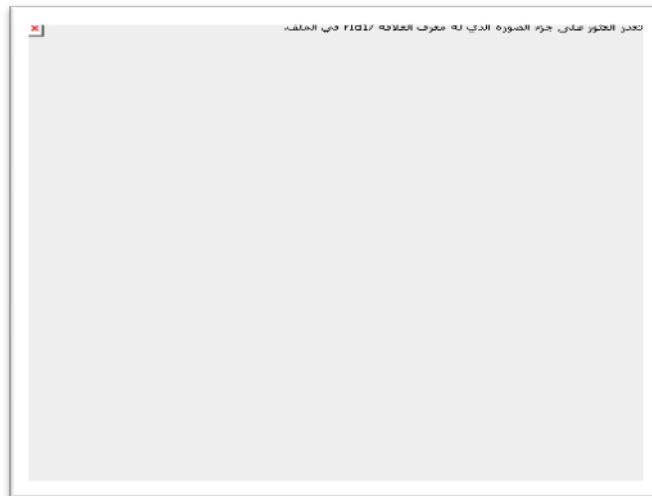 تعذر العثور على جزء الصورة الذي له معرف العلاقة rId17 في الملف.